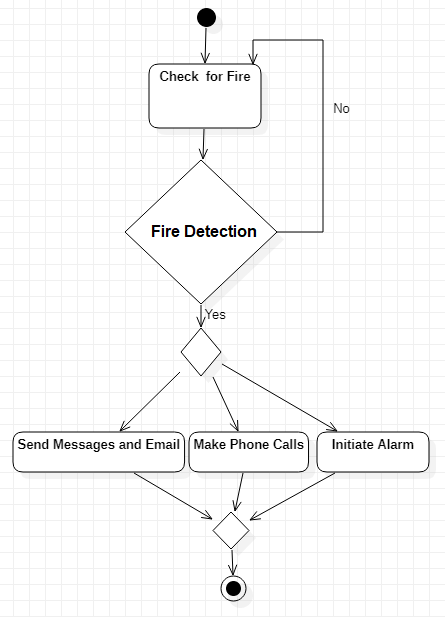 Check  for Fire
No
Fire Detection
Yes
Send Messages and Email
Make Phone Calls
Initiate Alarm